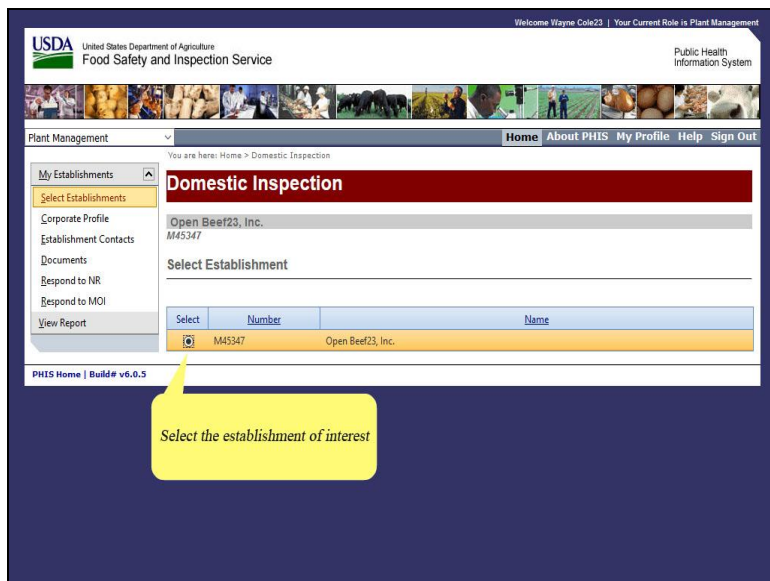 Welcome Wayne Cole23 | Your Current Role is Plant Management
USDA
United States Department of Agriculture
Food Safety and Inspection Service
Public Health
Information System
Plant Management
Home About PHIS My Profile Help Sign Out
You are here: Home > Domestic Inspection
My Establishments
Select Establishments
Corporate Profile
Establishment Contacts
Documents
Respond to NR
Respond to MOI
View Report
Domestic Inspection
Open Beef23, Inc.
M45347
Select Establishment
Select Number Name
M45347 Open Beef23, Inc.
PHIS Home | Build# v6.0.5
Select the establishment of interest